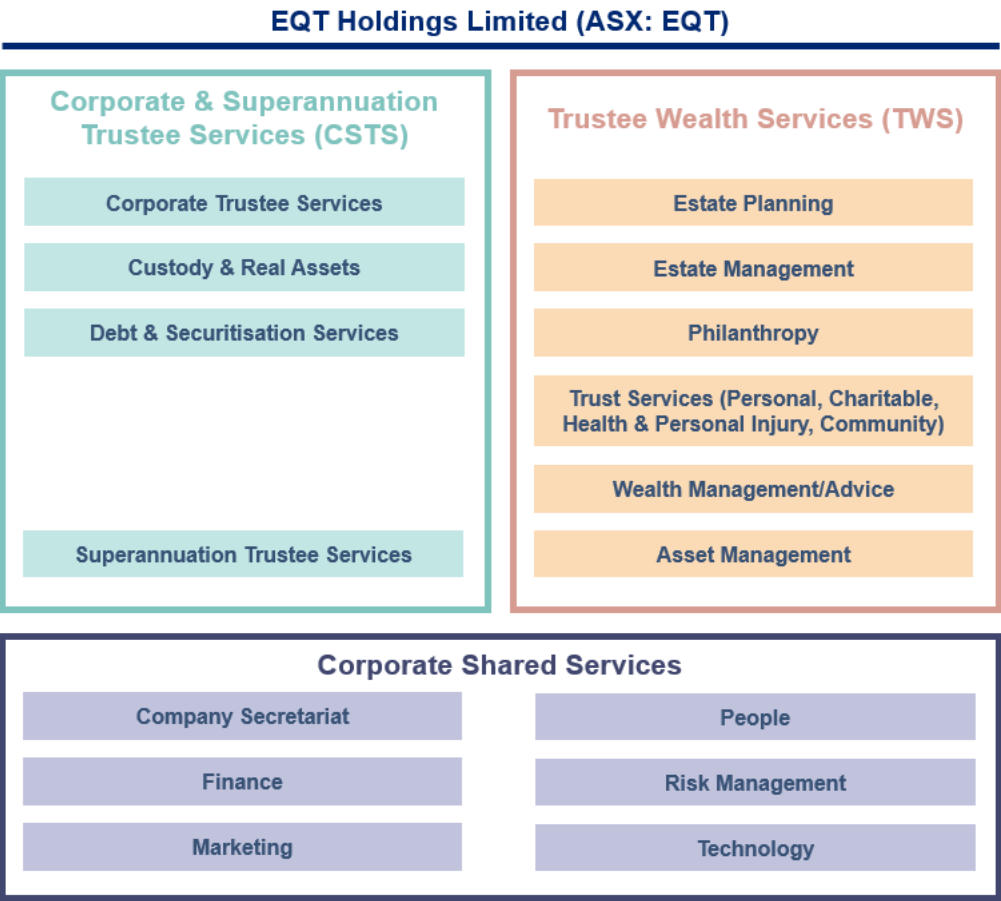 EQT Holdings Limited (ASX: EQT)
Corporate & Superannuation
Trustee Services (CSTS)
Corporate Trustee Services
Custody & Real Assets
Debt & Securitisation Services
Superannuation Trustee Services
Trustee Wealth Services (TWS)
Estate Planning
Estate Management
Philanthropy
Trust Services (Personal, Charitable,
Health & Personal Injury, Community)
Wealth Management/Advice
Asset Management
Corporate Shared Services
Company Secretariat
Finance
Marketing
People
Risk Management
Technology